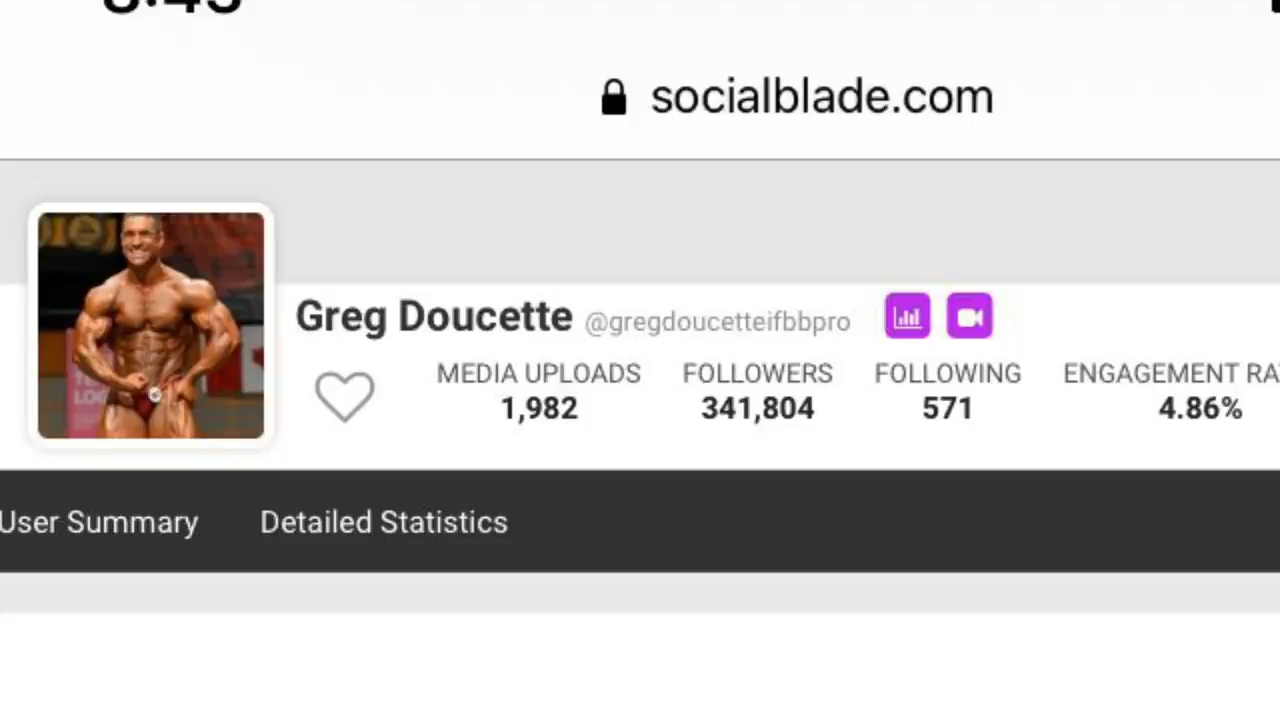 socialblade.com
Greg Doucette @gregdoucetteifbbpro
MEDIA UPLOADS FOLLOWERS FOLLOWING ENGAGEMENT
1,982 341,804 571 4.86%
User Summary Detailed Statistics